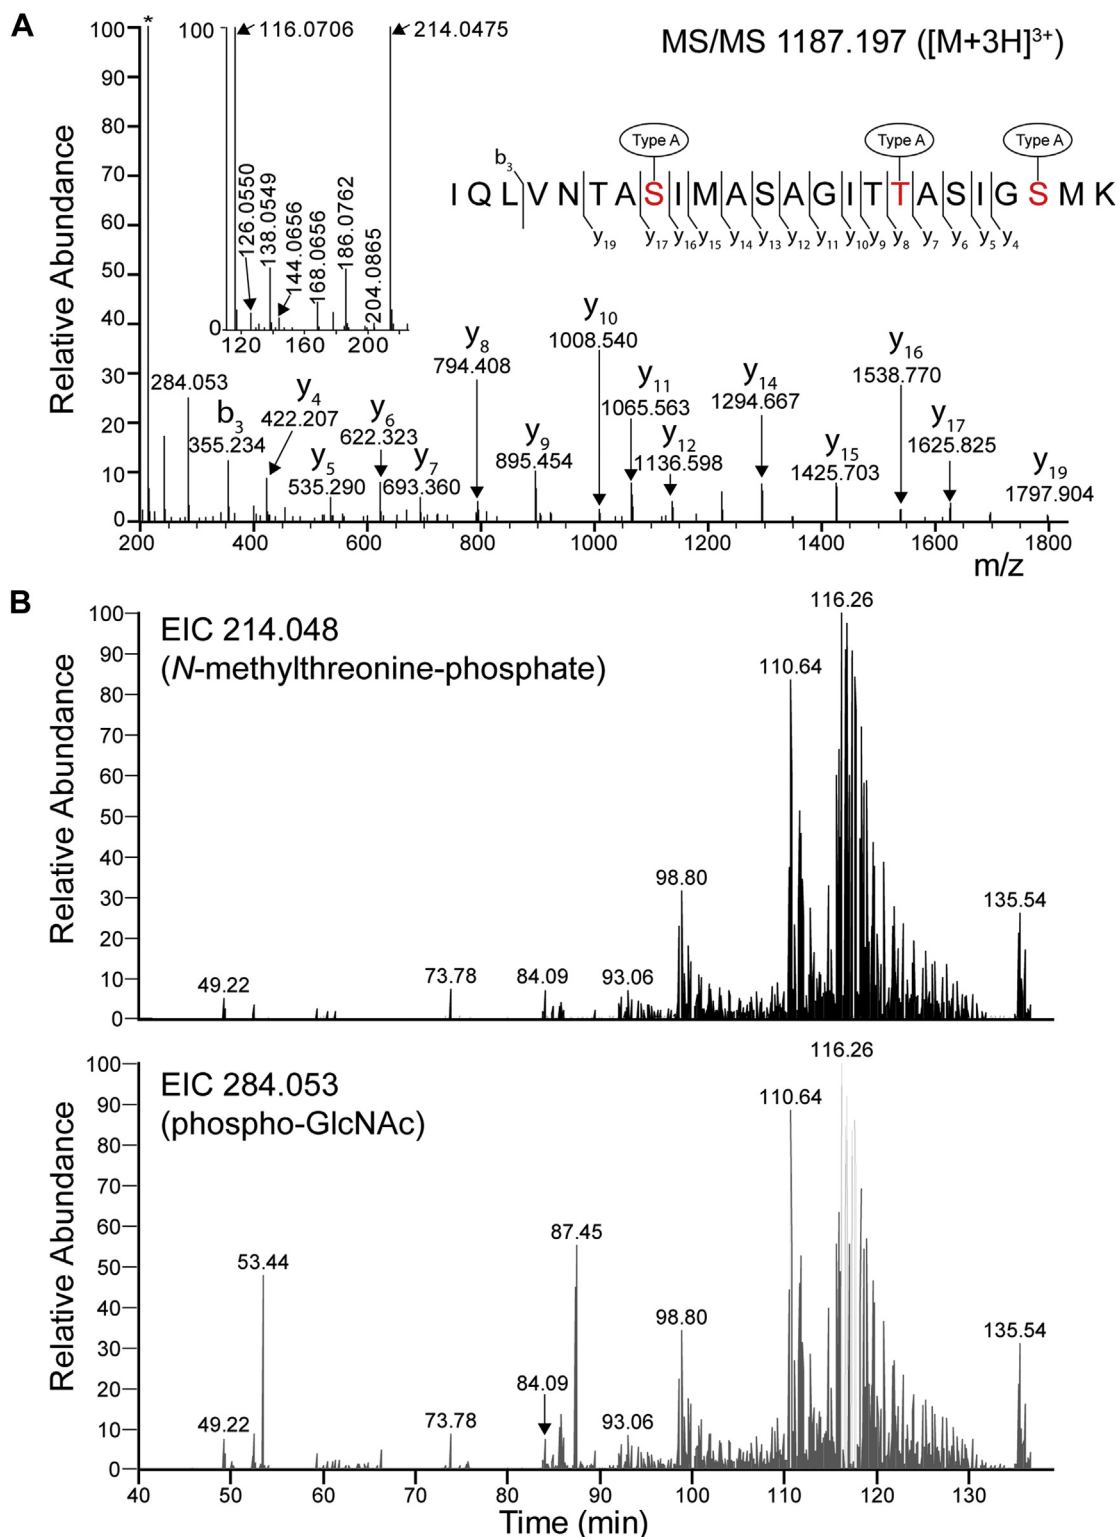 A
MS/MS 1187.197 ([M+3H]3+)
Relative Abundance
100
90
80
70
60
50
40
30
20
10
0
*
100
0
116.0706
214.0475
126.0550
138.0549
144.0656
168.0656
186.0762
204.0865
120
160
200
Type A
Type A
Type A
b3
I Q L V N T A S I M A S A G I T T A S I G S M K
y19 y17 y16 y15 y14 y13 y12 y11 y10 y9 y8 y7 y6 y5 y4
284.053
b3
355.234
y4
422.207
y5
535.290
y6
622.323
y7
693.360
y8
794.408
y9
895.454
y10
1008.540
y11
1065.563
y12
1136.598
y14
1294.667
y15
1425.703
y16
1538.770
y17
1625.825
y19
1797.904
200 400 600 800 1000 1200 1400 1600 1800
m/z
B
EIC 214.048
(N-methylthreonine-phosphate)
Relative Abundance
100
90
80
70
60
50
40
30
20
10
0
49.22
73.78
84.09
93.06
98.80
110.64
116.26
135.54
EIC 284.053
(phospho-GlcNAc)
Relative Abundance
100
90
80
70
60
50
40
30
20
10
0
49.22
53.44
73.78
84.09
87.45
93.06
98.80
110.64
116.26
135.54
40 50 60 70 80 90 100 110 120 130
Time (min)